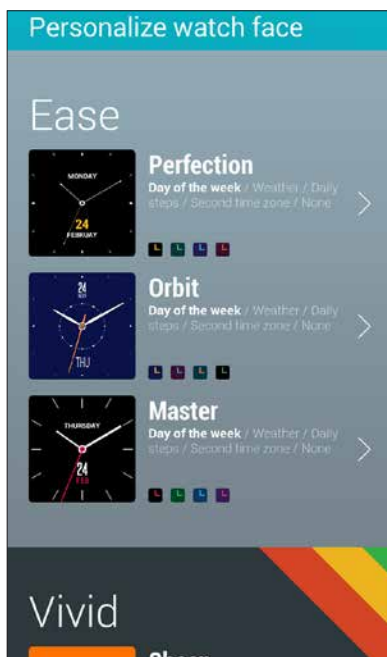 Personalize watch face
Ease
MONDAY
24
FEBRUARY
Perfection
Day of the week / Weather / Daily
steps / Second time zone / None
24
THU
Orbit
Day of the week / Weather / Daily
steps / Second time zone / None
THURSDAY
24
FEB
Master
Day of the week / Weather / Daily
steps / Second time zone / None
Vivid